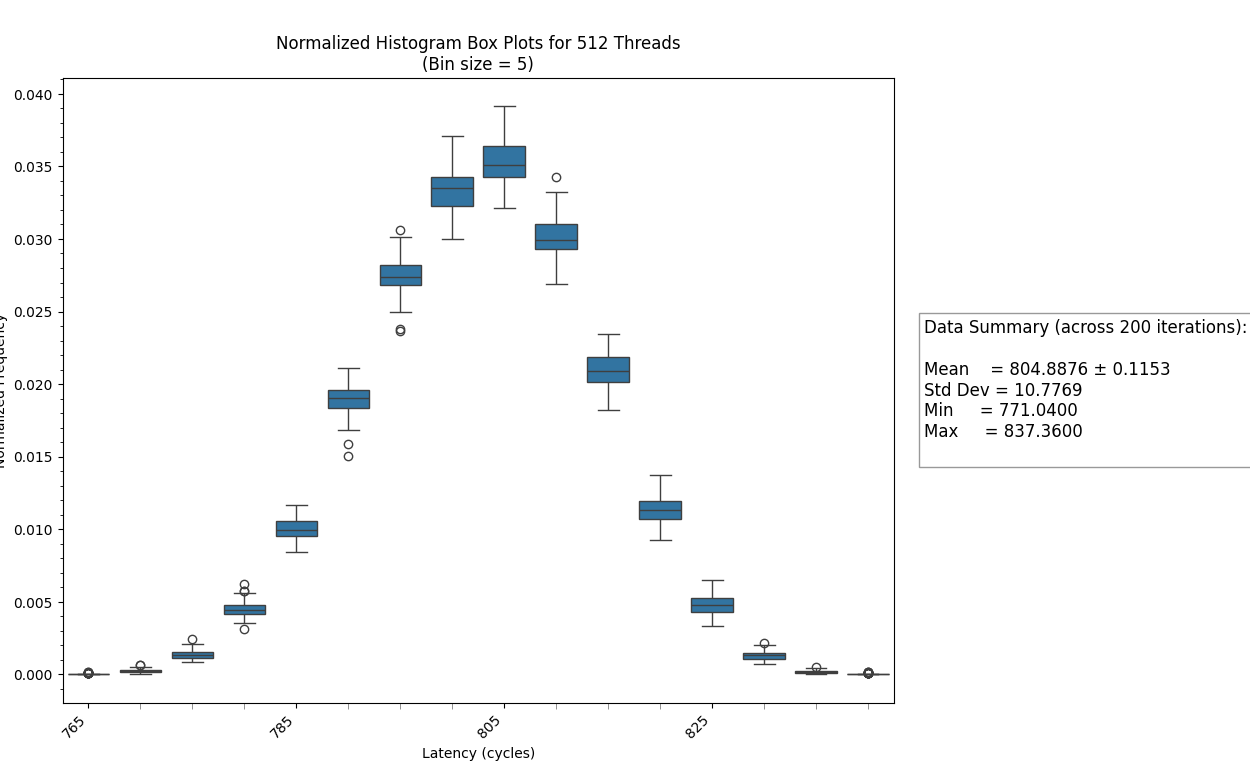 Normalized Histogram Box Plots for 512 Threads
(Bin size = 5)
0.040
0.035
0.030
0.025
0.020
0.015
0.010
0.005
0.000
Normalized Frequency
765
785
805
825
Latency (cycles)
Data Summary (across 200 iterations):
Mean = 804.8876 ± 0.1153
Std Dev = 10.7769
Min = 771.0400
Max = 837.3600